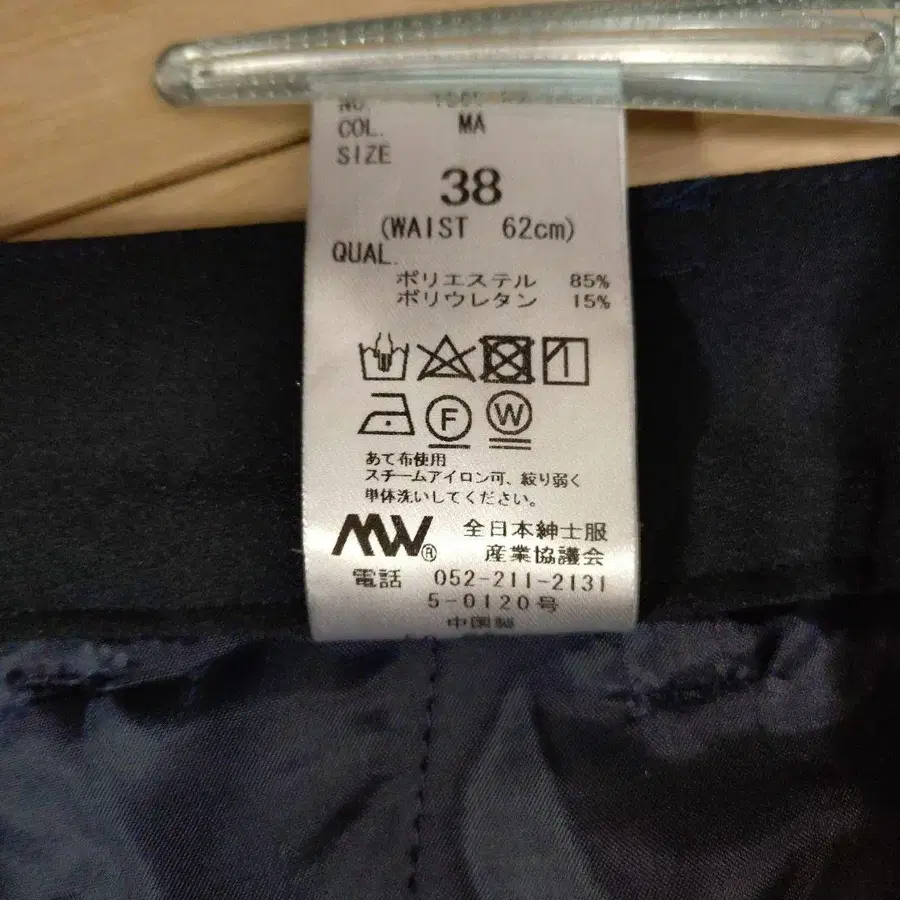 NO.
COL. MA
SIZE
38
(WAIST 62cm)
QUAL.
ポリエステル 85%
ポリウレタン 15%
F W
あて布使用
スチームアイロン可、絞り弱く
単体洗いしてください。
MW® 全日本紳士服
産業協議会
電話 052-211-2131
5-0120号
中国製